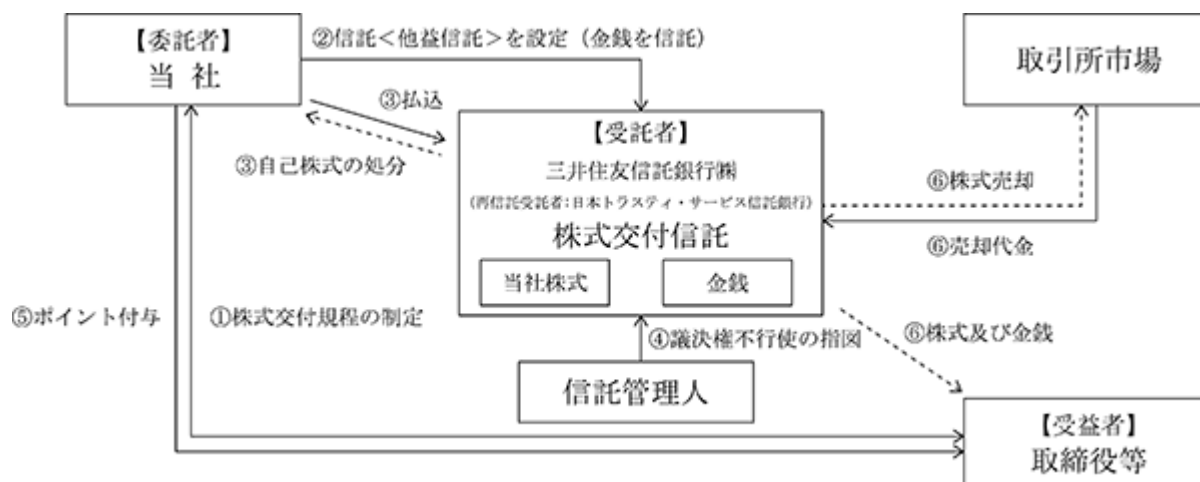 【委託者】
当 社
②信託＜他益信託＞を設定（金銭を信託）
取引所市場
③払込
③自己株式の処分
【受託者】
三井住友信託銀行㈱
（再信託受託者：日本トラスティ・サービス信託銀行）
株式交付信託
当社株式
金銭
⑥株式売却
⑥売却代金
⑤ポイント付与
①株式交付規程の制定
④議決権不行使の指図
⑥株式及び金銭
信託管理人
【受益者】
取締役等